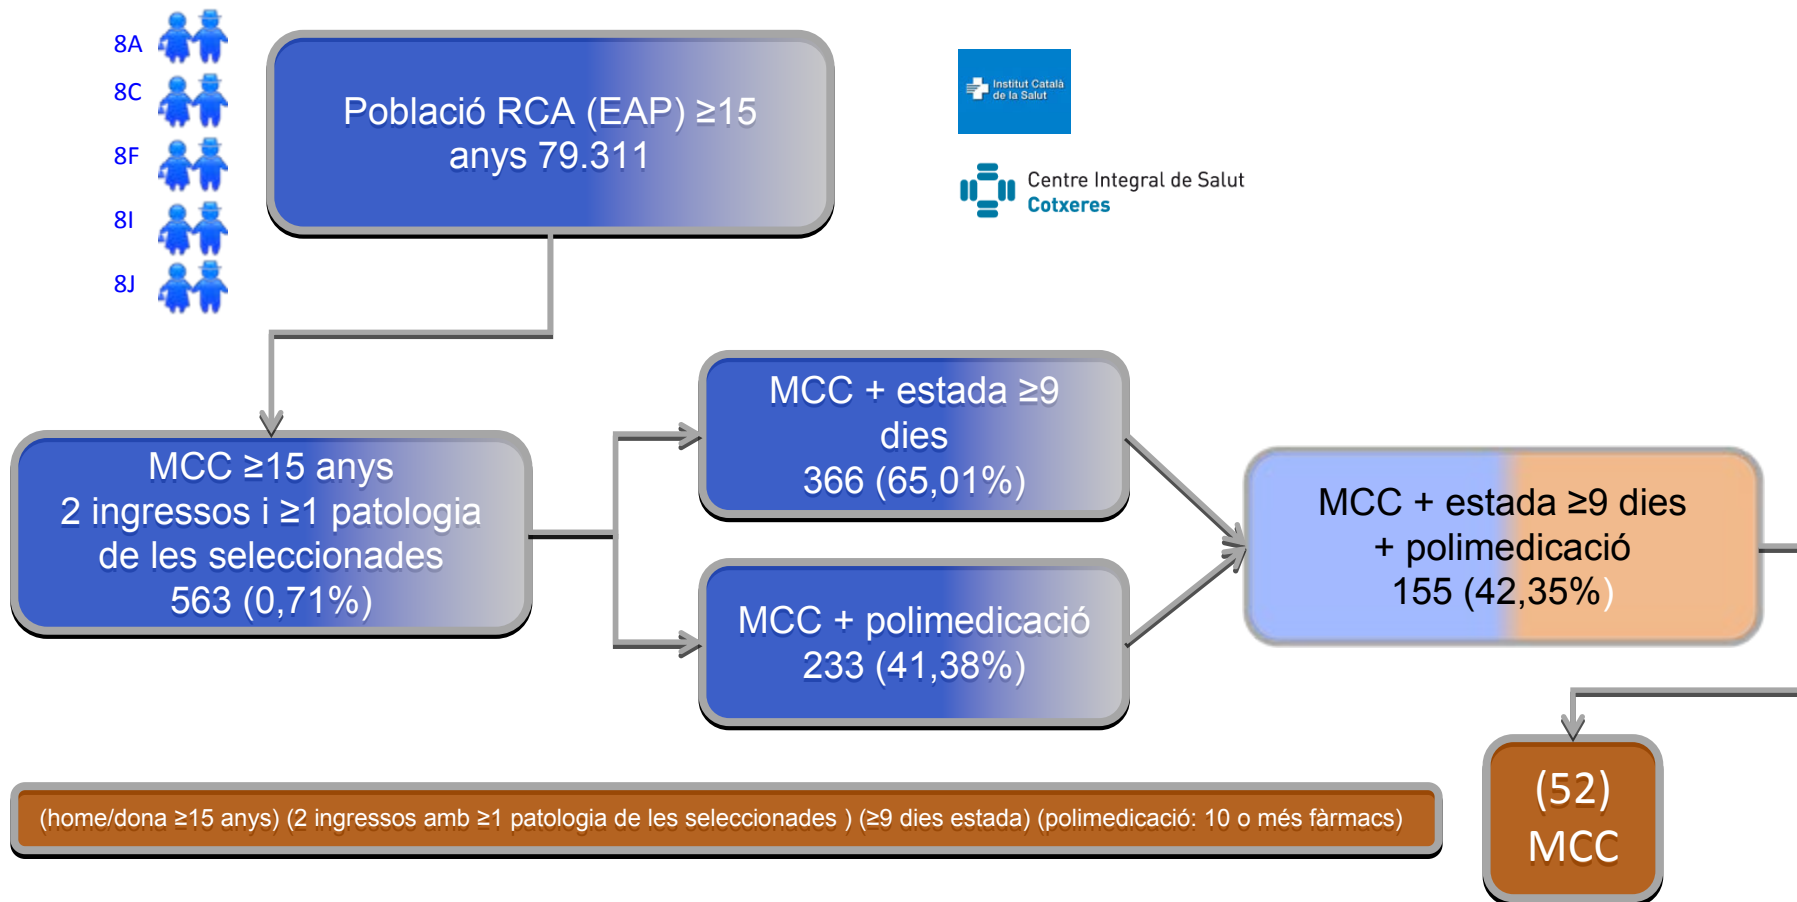 8A
8C
8F
8I
8J
Població RCA (EAP) ≥15
anys 79.311
Institut Català
de la Salut
Centre Integral de Salut
Cotxeres
MCC ≥15 anys
2 ingressos i ≥1 patologia
de les seleccionades
563 (0,71%)
MCC + estada ≥9
dies
366 (65,01%)
MCC + polimedicació
233 (41,38%)
MCC + estada ≥9 dies
+ polimedicació
155 (42,35%)
(52)
MCC
(home/dona ≥15 anys) (2 ingressos amb ≥1 patologia de les seleccionades ) (≥9 dies estada) (polimedicació: 10 o més fàrmacs)